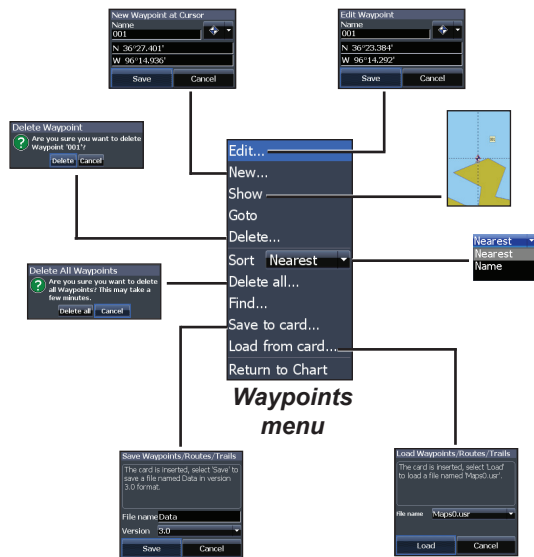 New Waypoint at Cursor
Name
001
N 36°27.401'
W 96°14.936'
Save Cancel
Edit Waypoint
Name
001
N 36°23.384'
W 96°14.292'
Save Cancel
Delete Waypoint
? Are you sure you want to delete
Waypoint '001'?
Delete Cancel
Edit...
New...
Show
Goto
Delete...
Sort Nearest
Delete all...
Find...
Save to card...
Load from card...
Return to Chart
Nearest
Nearest
Name
Delete All Waypoints
? Are you sure you want to delete
all Waypoints? This may take a
few minutes.
Delete all Cancel
Waypoints
menu
Save Waypoints/Routes/Trails
The card is inserted, select 'Save' to
save a file named Data in version
3.0 format.
File name Data
Version 3.0
Save Cancel
Load Waypoints/Routes/Trails
The card is inserted, select 'Load'
to load a file named 'Maps0.usr'.
file name Maps0.usr
Load Cancel